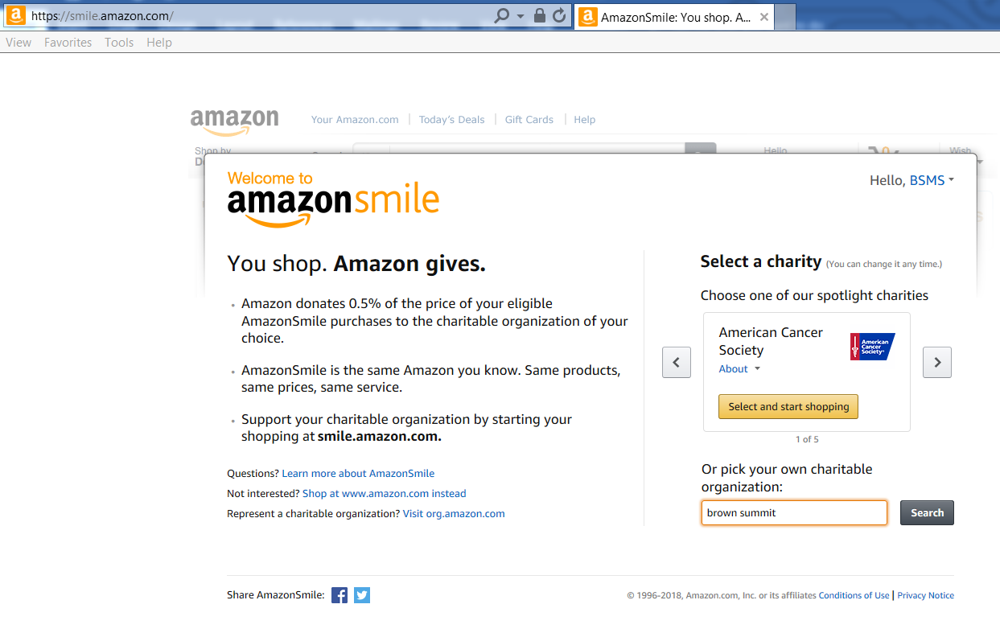 https://smile.amazon.com/
AmazonSmile: You shop. A...
View Favorites Tools Help
amazon
Your Amazon.com
Today's Deals
Gift Cards
Help
Shop by
Hello
0
Wish
Welcome to
amazonsmile
Hello, BSMS
You shop. Amazon gives.
Amazon donates 0.5% of the price of your eligible
AmazonSmile purchases to the charitable organization of your
choice.
AmazonSmile is the same Amazon you know. Same products,
same prices, same service.
Support your charitable organization by starting your
shopping at smile.amazon.com.
Questions? Learn more about AmazonSmile
Not interested? Shop at www.amazon.com instead
Represent a charitable organization? Visit org.amazon.com
Select a charity (You can change it any time.)
Choose one of our spotlight charities
American Cancer
Society
American
Cancer
Society®
About
Select and start shopping
1 of 5
Or pick your own charitable
organization:
brown summit
Search
Share AmazonSmile:
© 1996-2018, Amazon.com, Inc. or its affiliates Conditions of Use | Privacy Notice